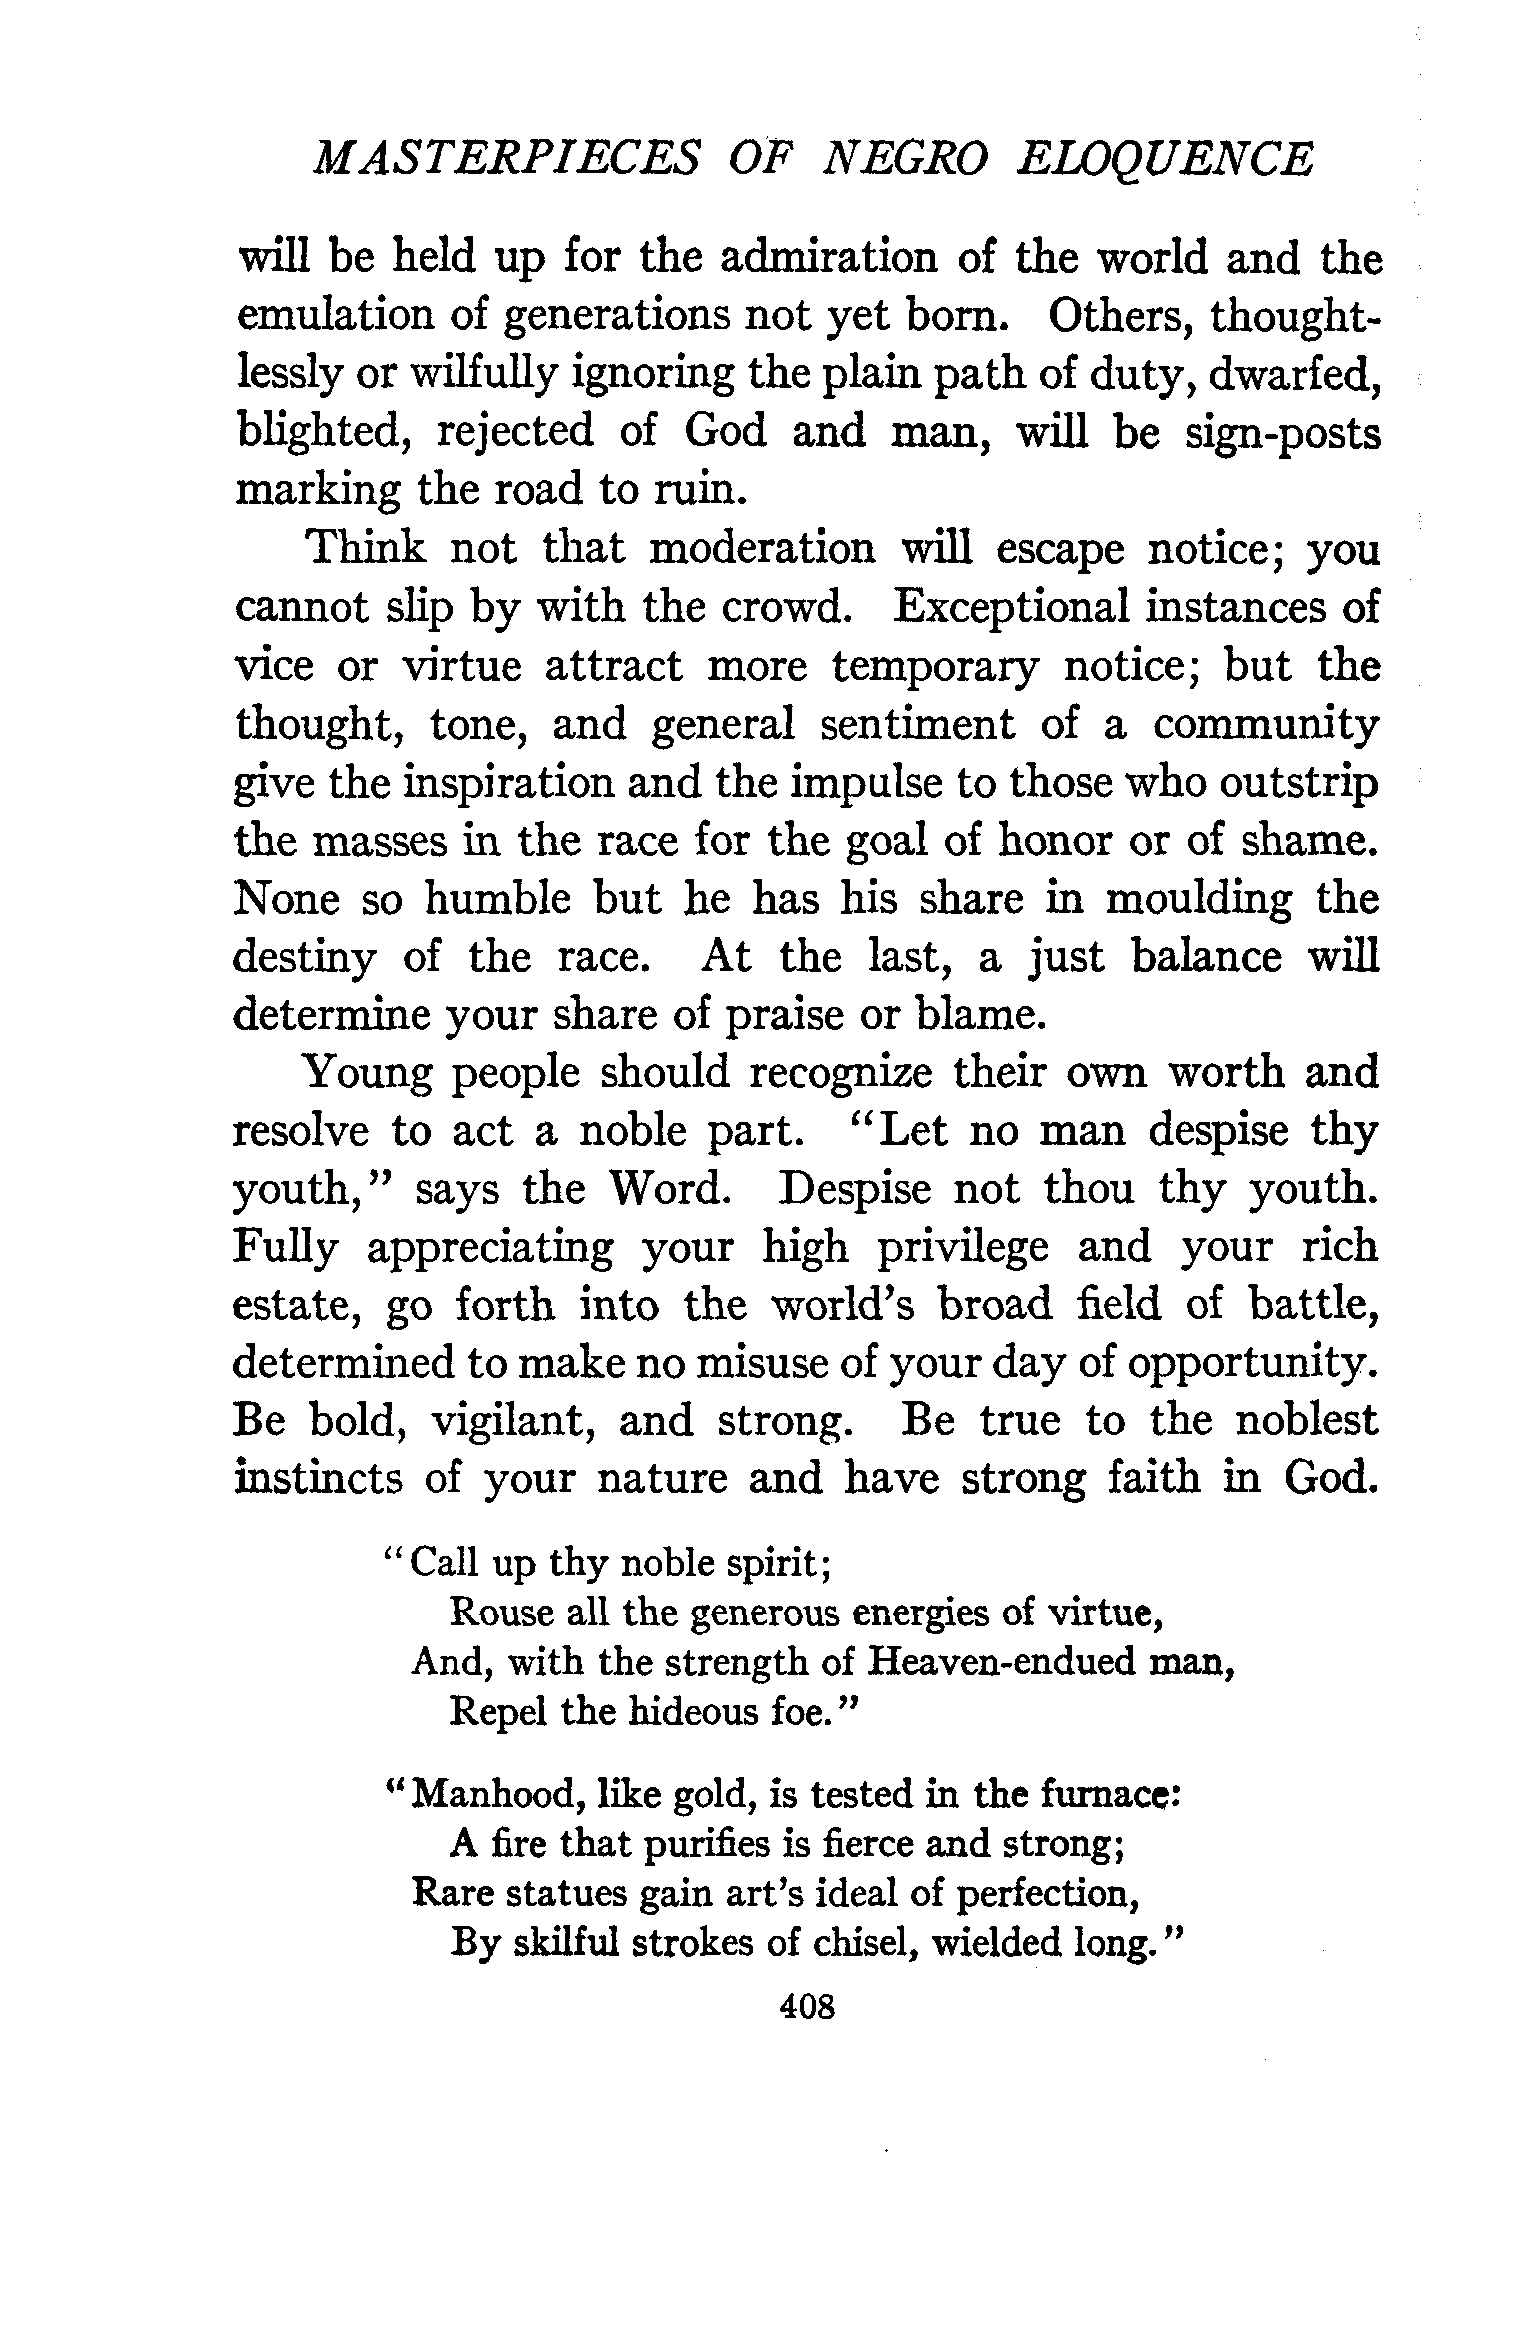 MASTERPIECES OF NEGRO ELOQUENCE
will be held up for the admiration of the world and the
emulation of generations not yet born. Others, thought-
lessly or wilfully ignoring the plain path of duty, dwarfed,
blighted, rejected of God and man, will be sign-posts
marking the road to ruin.
Think not that moderation will escape notice; you
cannot slip by with the crowd. Exceptional instances of
vice or virtue attract more temporary notice; but the
thought, tone, and general sentiment of a community
give the inspiration and the impulse to those who outstrip
the masses in the race for the goal of honor or of shame.
None so humble but he has his share in moulding the
destiny of the race. At the last, a just balance will
determine your share of praise or blame.
Young people should recognize their own worth and
resolve to act a noble part. "Let no man despise thy
youth," says the Word. Despise not thou thy youth.
Fully appreciating your high privilege and your rich
estate, go forth into the world's broad field of battle,
determined to make no misuse of your day of opportunity.
Be bold, vigilant, and strong. Be true to the noblest
instincts of your nature and have strong faith in God.
"Call up thy noble spirit;
Rouse all the generous energies of virtue,
And, with the strength of Heaven-endued man,
Repel the hideous foe."
"Manhood, like gold, is tested in the furnace:
A fire that purifies is fierce and strong;
Rare statues gain art's ideal of perfection,
By skilful strokes of chisel, wielded long."
408